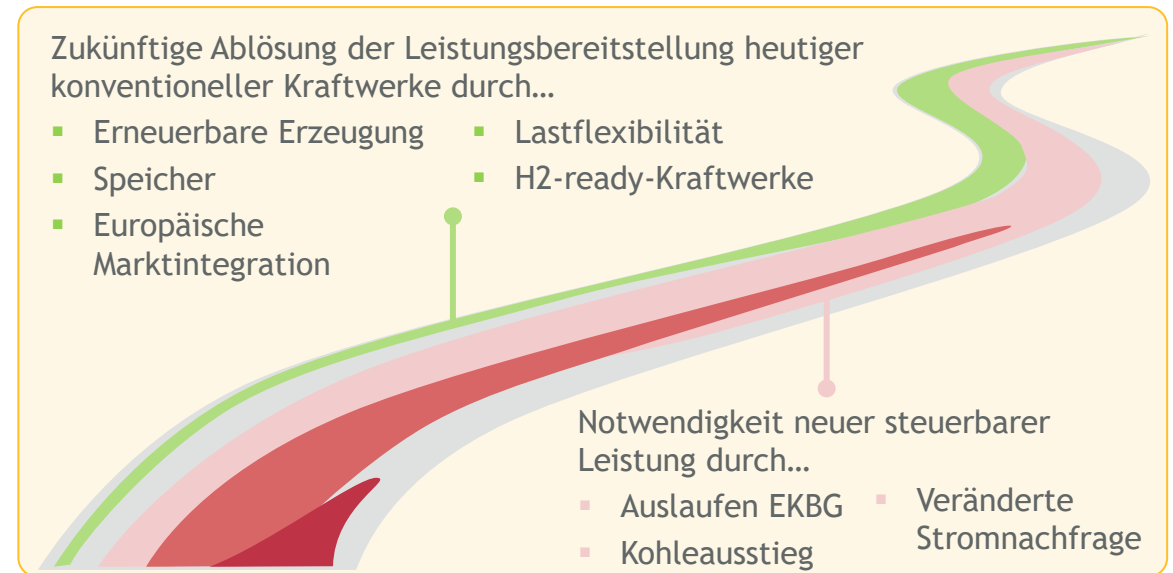 Zukünftige Ablösung der Leistungsbereitstellung heutiger
konventioneller Kraftwerke durch…
Erneuerbare Erzeugung
Speicher
Europäische
Marktintegration
Lastflexibilität
H2-ready-Kraftwerke
Notwendigkeit neuer steuerbarer
Leistung durch…
Auslaufen EKBG
Kohleausstieg
Veränderte
Stromnachfrage